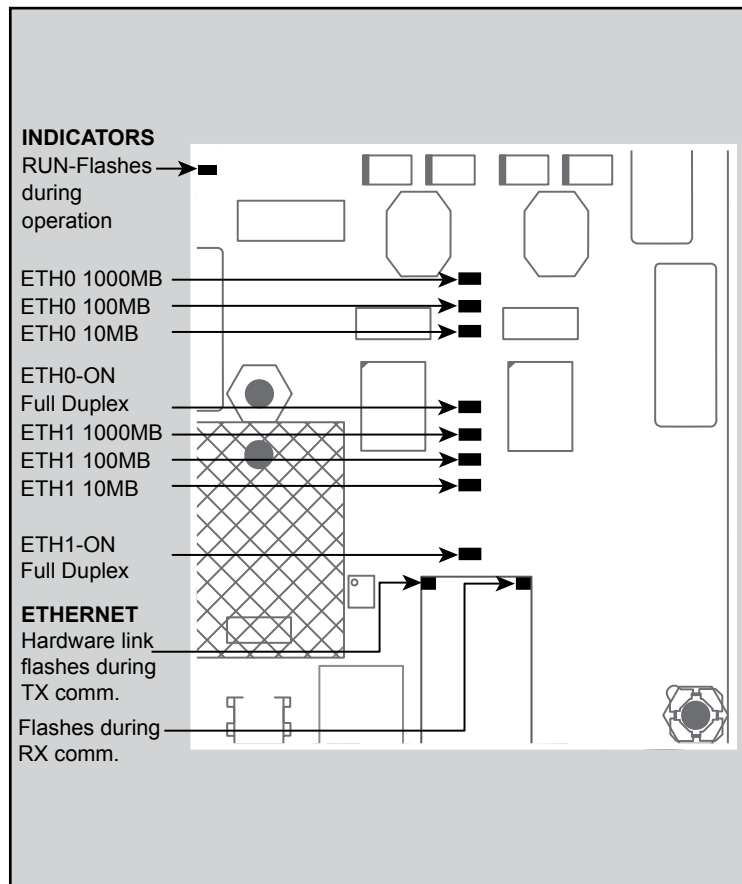 INDICATORS
RUN-Flashes
during
operation
ETH0 1000MB
ETH0 100MB
ETH0 10MB
ETH0-ON
Full Duplex
ETH1 1000MB
ETH1 100MB
ETH1 10MB
ETH1-ON
Full Duplex
ETHERNET
Hardware link
flashes during
TX comm.
Flashes during
RX comm.